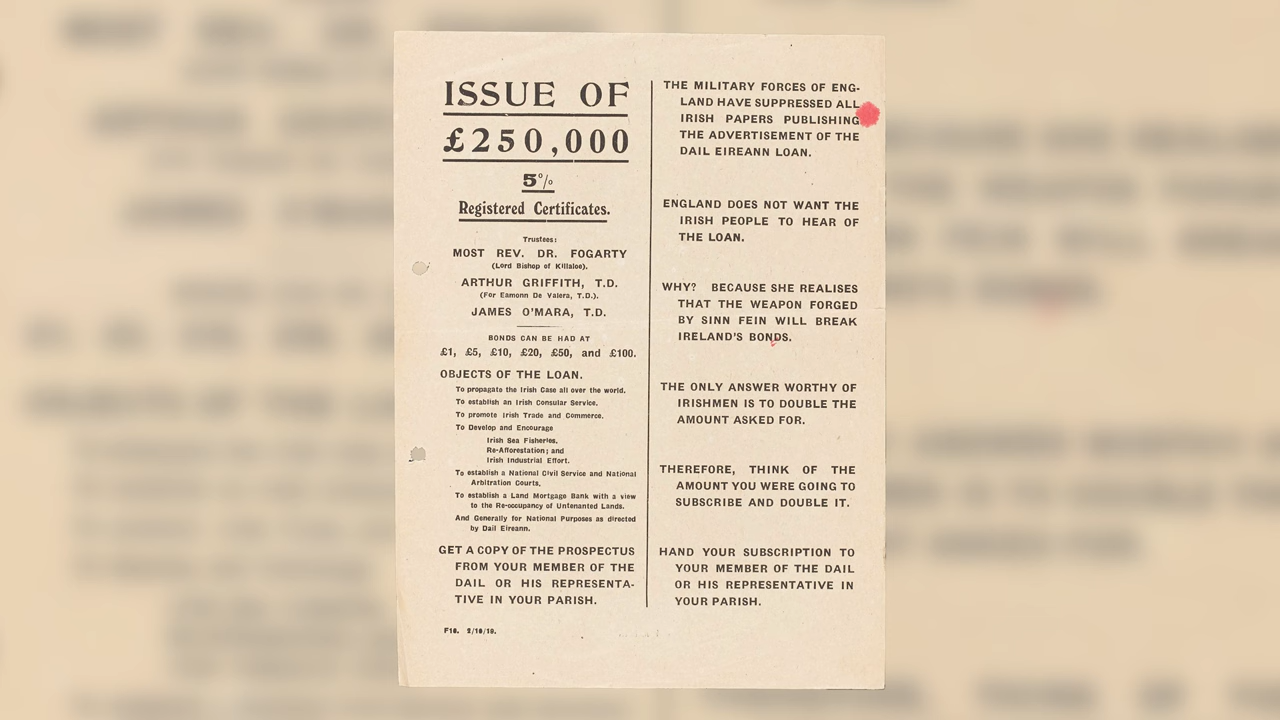 ISSUE OF
£250,000
5%
Registered Certificates.
Trustees:
MOST REV. DR. FOGARTY
(Lord Bishop of Killaloe).
ARTHUR GRIFFITH, T.D.
(For Eamonn De Valera, T.D.).
JAMES O'MARA, T.D.
BONDS CAN BE HAD AT
£1, £5, £10, £20, £50, and £100.
OBJECTS OF THE LOAN.
To propagate the Irish Case all over the world.
To establish an Irish Consular Service.
To promote Irish Trade and Commerce.
To Develop and Encourage
Irish Sea Fisheries,
Re-Afforestation; and
Irish Industrial Effort.
To establish a National Civil Service and National
Arbitration Courts,
To establish a Land Mortgage Bank with a view
to the Re-occupancy of Untenanted Lands.
And Generally for National Purposes as directed
by Dail Eireann.
GET A COPY OF THE PROSPECTUS
FROM YOUR MEMBER OF THE
DAIL OR HIS REPRESENTA-
TIVE IN YOUR PARISH.
F16. 2/10/19.
THE MILITARY FORCES OF ENG-
LAND HAVE SUPPRESSED ALL
IRISH PAPERS PUBLISHING
THE ADVERTISEMENT OF THE
DAIL EIREANN LOAN.
ENGLAND DOES NOT WANT THE
IRISH PEOPLE TO HEAR OF
THE LOAN.
WHY? BECAUSE SHE REALISES
THAT THE WEAPON FORGED
BY SINN FEIN WILL BREAK
IRELAND'S BONDS.
THE ONLY ANSWER WORTHY OF
IRISHMEN IS TO DOUBLE THE
AMOUNT ASKED FOR.
THEREFORE, THINK OF THE
AMOUNT YOU WERE GOING TO
SUBSCRIBE AND DOUBLE IT.
HAND YOUR SUBSCRIPTION TO
YOUR MEMBER OF THE DAIL
OR HIS REPRESENTATIVE IN
YOUR PARISH.